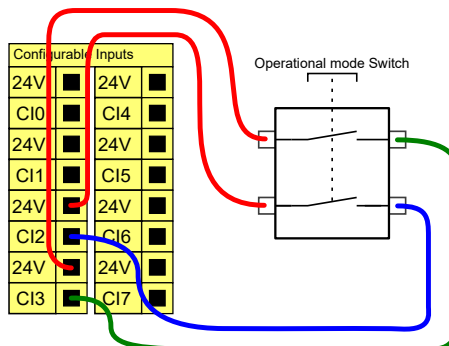 Configurable Inputs
Operational mode Switch
24V 24V
CI0 CI4
24V 24V
CI1 CI5
24V 24V
CI2 CI6
24V 24V
CI3 CI7